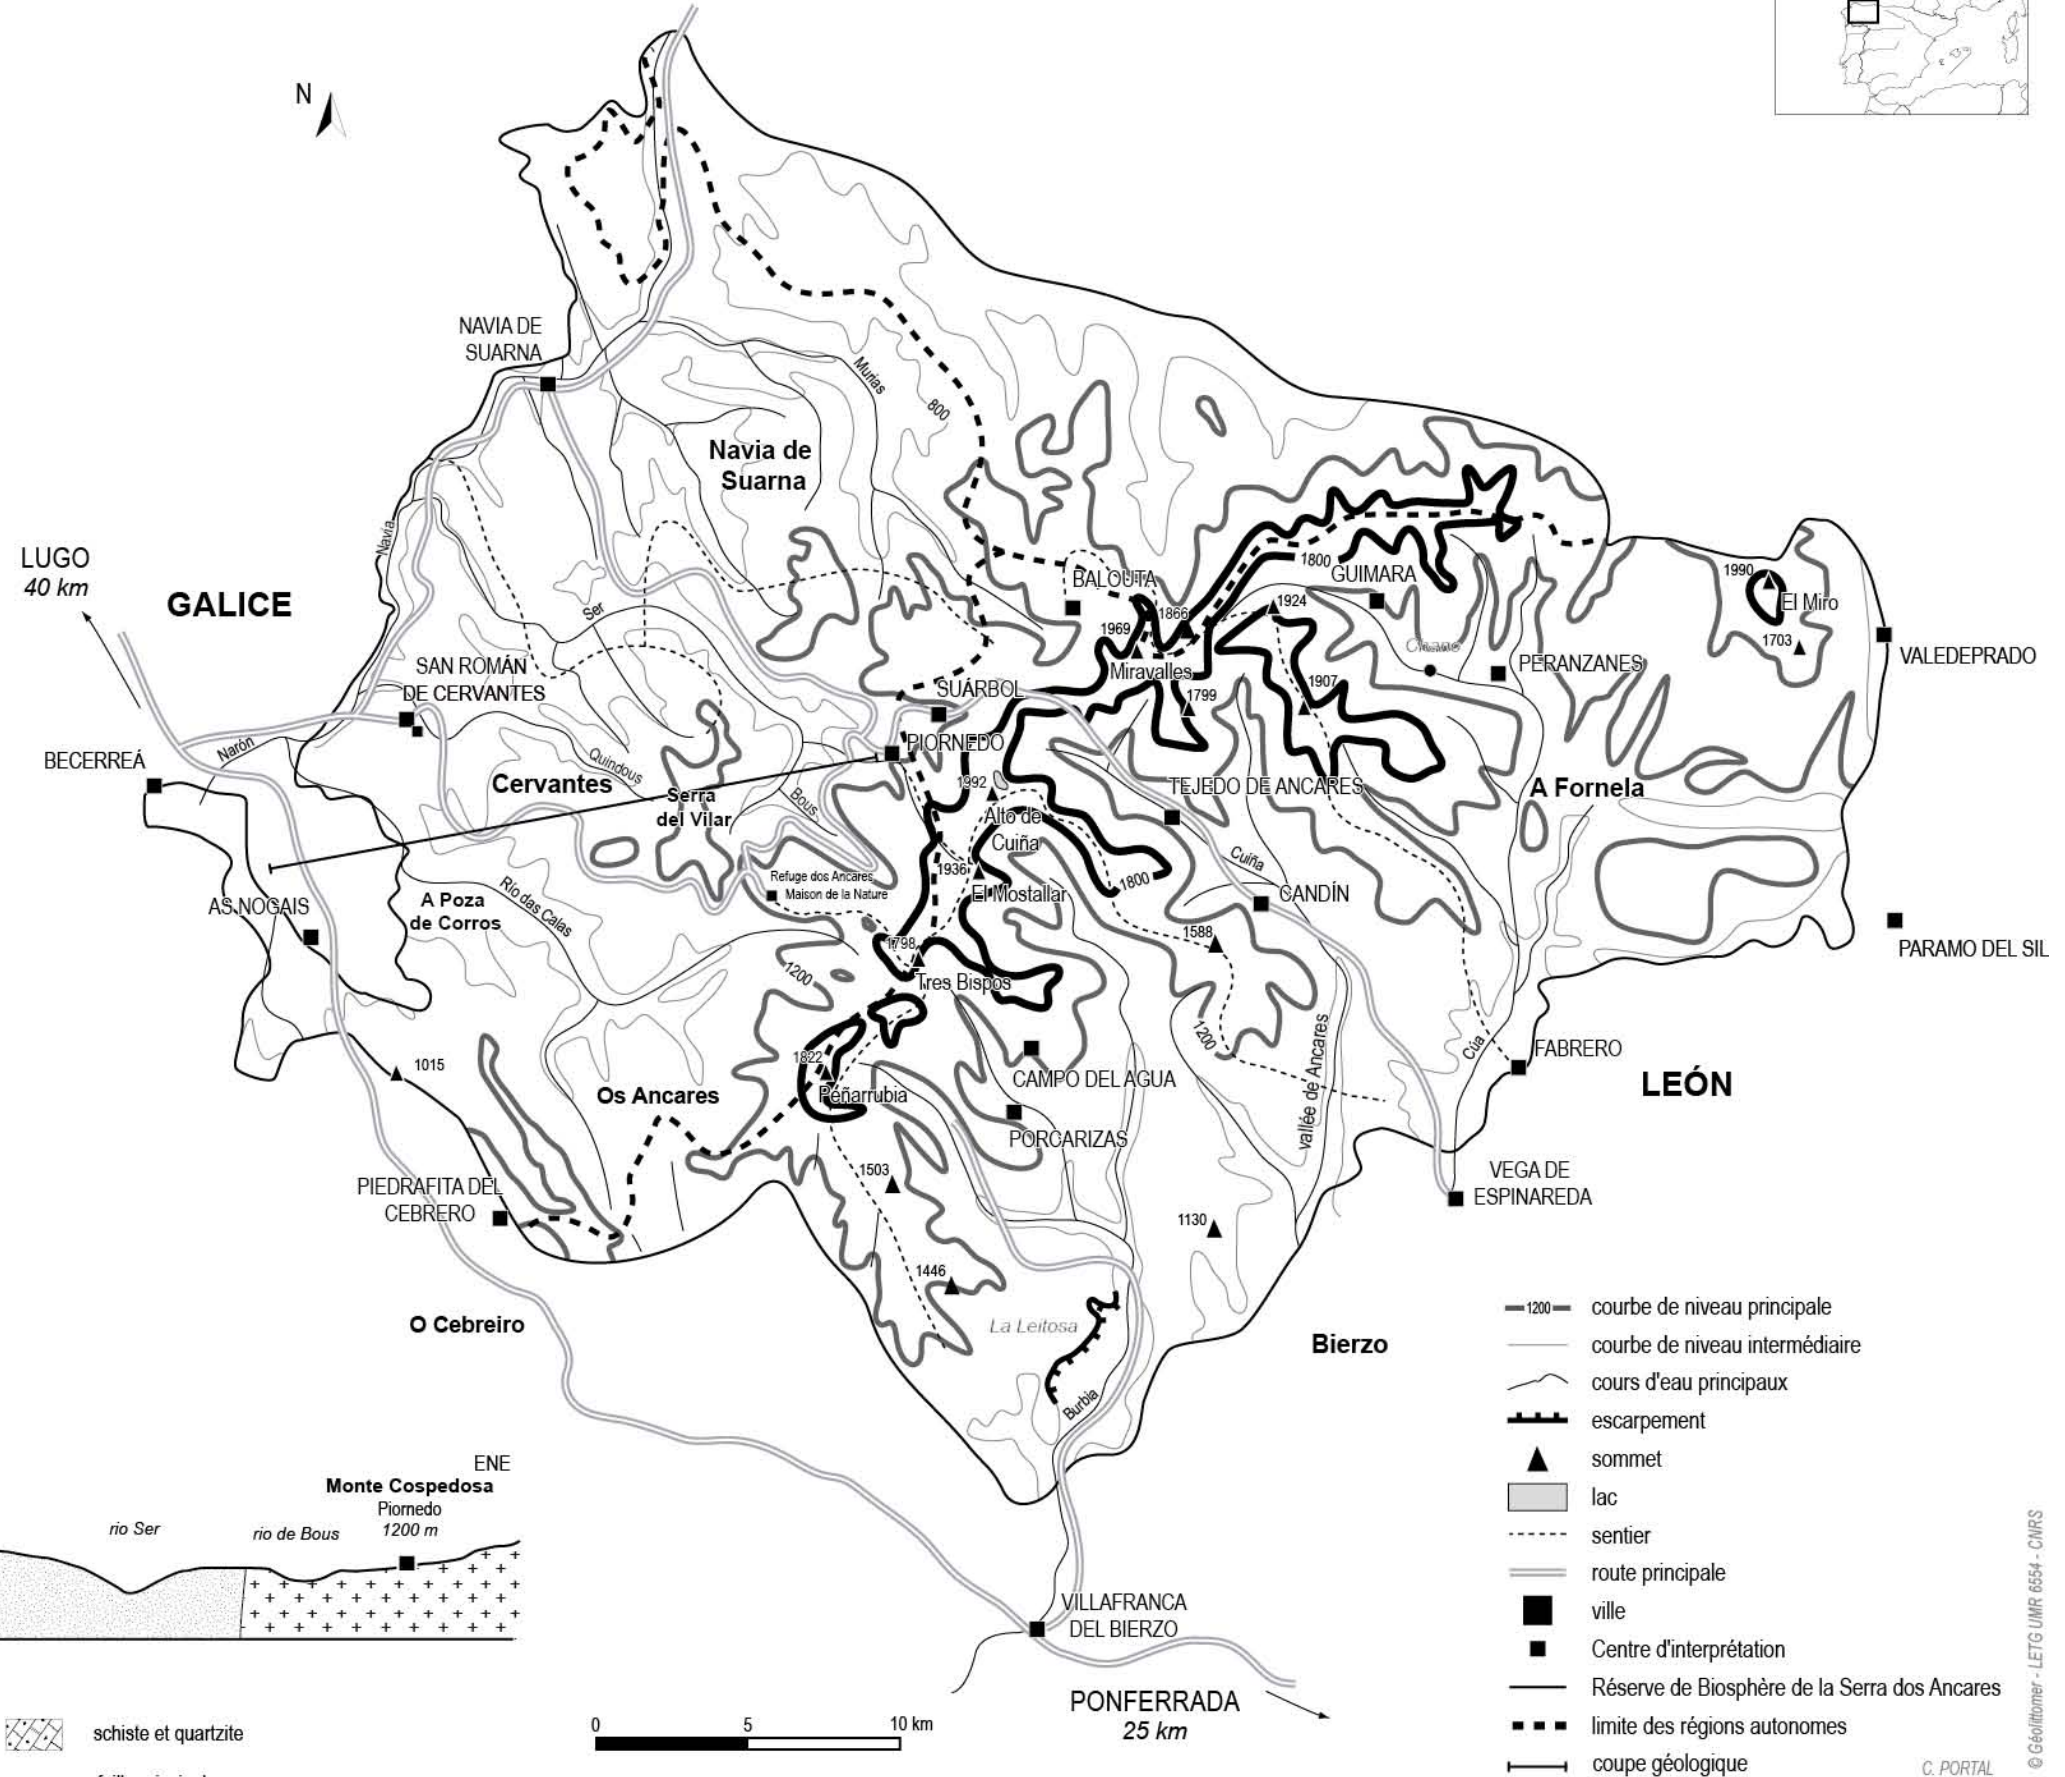 N
NAVIA DE
SUARNA
Murias
800
Navia de
Suarna
LUGO
40 km
GALICE
Navia
Ser
BALOUTA
1800
GUIMARA
1990
El Miro
1703
1924
1866
1969
Miravalles
1799
1907
Chano
PERANZANES
VALEDEPRADO
SAN ROMÁN
DE CERVANTES
SUÁRBOL
PIORNEDO
BECERREÁ
Narón
Quindous
Cervantes
Serra
del Vilar
Bous
1992
Alto de
Cuiña
TEJEDO DE ANCARES
A Fornela
Cuiña
CANDÍN
1936
El Mostallar
1800
Refuge dos Ancares
Maison de la Nature
AS NOGAIS
A Poza
de Corros
Rio das Calas
1588
PARAMO DEL SIL
1798
Tres Bispos
1200
1200
vallée de Ancares
Cúa
FABRERO
LEÓN
1015
1822
Peñarrubia
Os Ancares
CAMPO DEL AGUA
PORCARIZAS
1503
PIEDRAFITA DEL
CEBRERO
1130
VEGA DE
ESPINAREDA
1446
O Cebreiro
La Leitosa
Burbia
Bierzo
ENE
Monte Cospedosa
Piornedo
1200 m
rio Ser
rio de Bous
VILLAFRANCA
DEL BIERZO
PONFERRADA
25 km
schiste et quartzite
0 5 10 km
1200 courbe de niveau principale
courbe de niveau intermédiaire
cours d'eau principaux
escarpement
sommet
lac
sentier
route principale
ville
Centre d'interprétation
Réserve de Biosphère de la Serra dos Ancares
limite des régions autonomes
coupe géologique
C. PORTAL
© Géolittomer - LETG UMR 6554 - CNRS